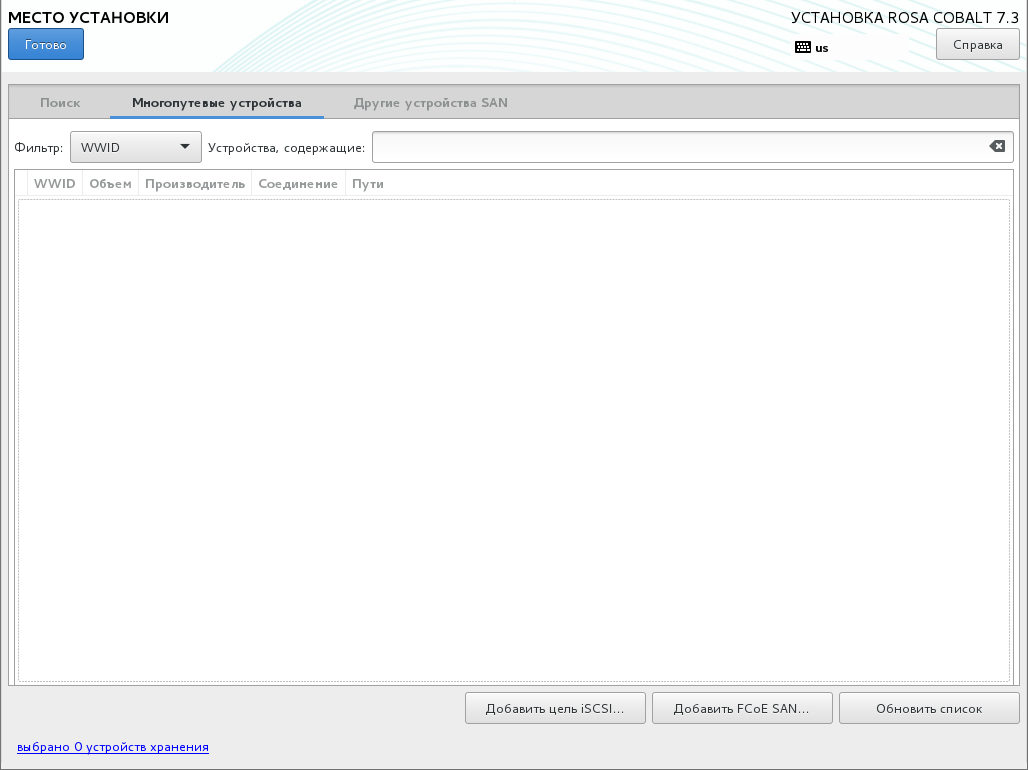 МЕСТО УСТАНОВКИ
УСТАНОВКА ROSA COBALT 7.3
Готово
us
Справка
Поиск
Многопутевые устройства
Другие устройства SAN
Фильтр:
WWID
Устройства, содержащие:
WWID
Объем
Производитель
Соединение
Пути
Добавить цель iSCSI...
Добавить FCoE SAN...
Обновить список
выбрано 0 устройств хранения